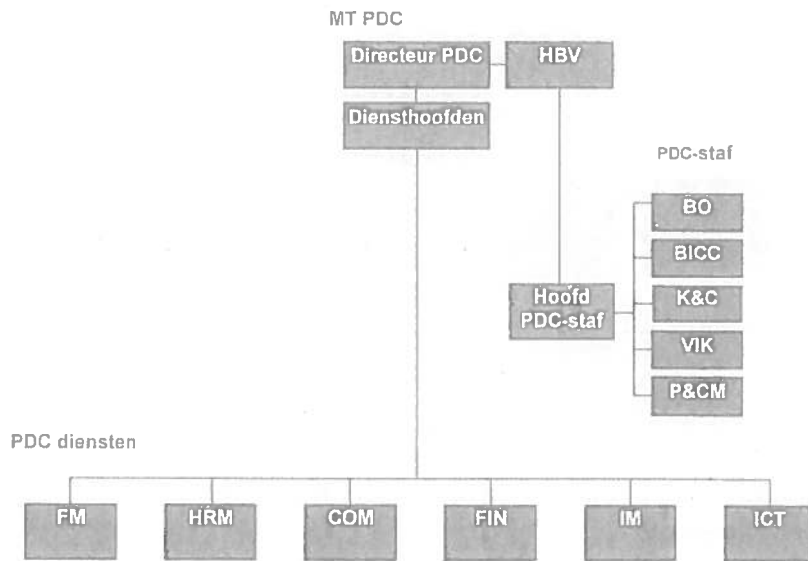 MT PDC
Directeur PDC
HBV
Diensthoofden
PDC-staf
BO
BICC
Hoofd
PDC-staf
K&C
VIK
P&CM
PDC diensten
FM
HRM
COM
FIN
IM
ICT